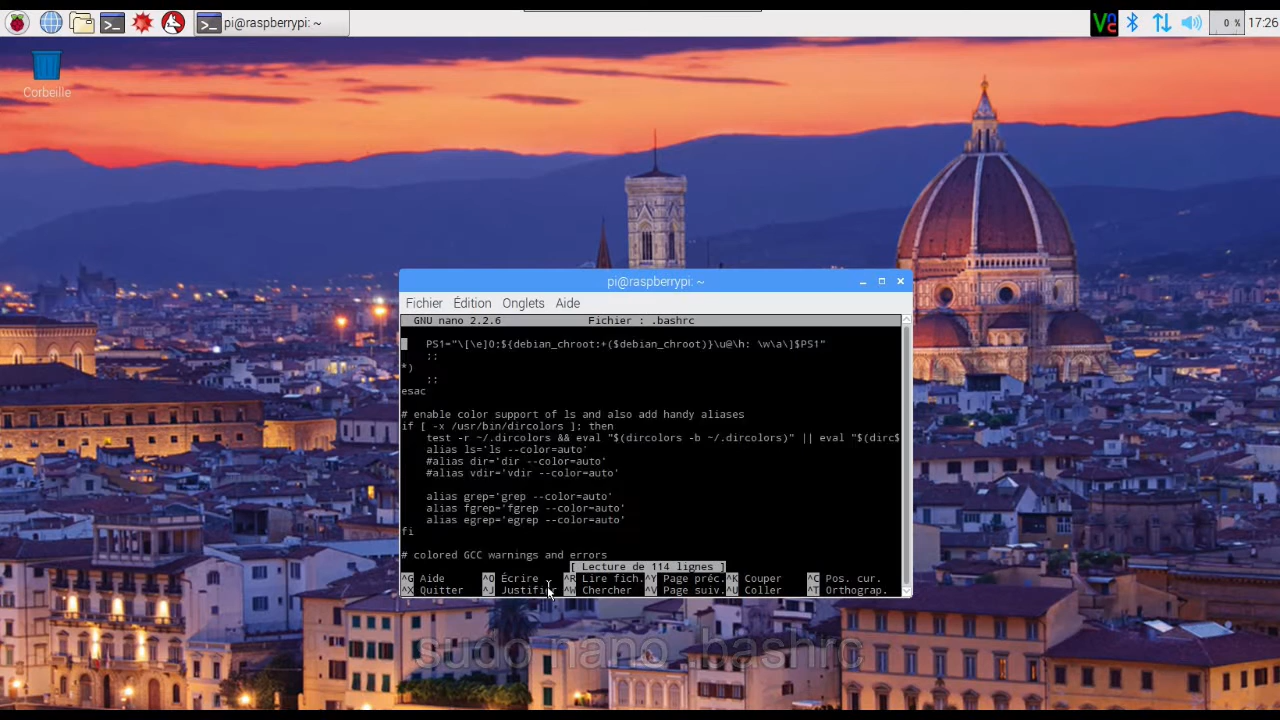 pi@raspberrypi: ~
VNC
0 %
17:26
Corbeille
pi@raspberrypi: ~
Fichier Édition Onglets Aide
GNU nano 2.2.6 Fichier : .bashrc
PS1="\[\e]0;${debian_chroot:+($debian_chroot)}\u@\h: \w\a\]$PS1"
;;
*)
;;
esac
# enable color support of ls and also add handy aliases
if [ -x /usr/bin/dircolors ]; then
test -r ~/.dircolors && eval "$(dircolors -b ~/.dircolors)" || eval "$(dirc$
alias ls='ls --color=auto'
#alias dir='dir --color=auto'
#alias vdir='vdir --color=auto'
alias grep='grep --color=auto'
alias fgrep='fgrep --color=auto'
alias egrep='egrep --color=auto'
fi
# colored GCC warnings and errors
[ Lecture de 114 lignes ]
^G Aide ^O Écrire ^R Lire fich. ^Y Page préc. ^K Couper ^C Pos. cur.
^X Quitter ^J Justifier ^W Chercher ^V Page suiv. ^U Coller ^T Orthograp.
sudo nano .bashrc